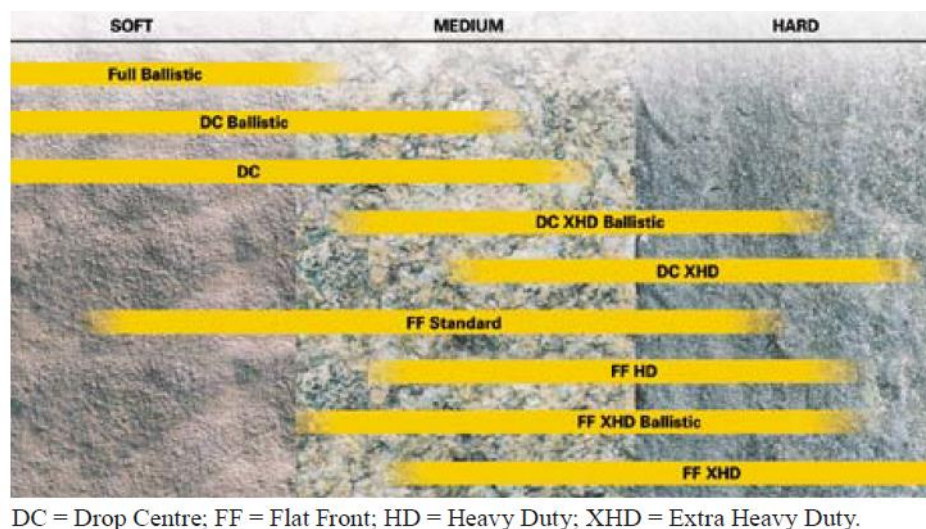 SOFT MEDIUM HARD
Full Ballistic
DC Ballistic
DC
DC XHD Ballistic
DC XHD
FF Standard
FF HD
FF XHD Ballistic
FF XHD
DC = Drop Centre; FF = Flat Front; HD = Heavy Duty; XHD = Extra Heavy Duty.